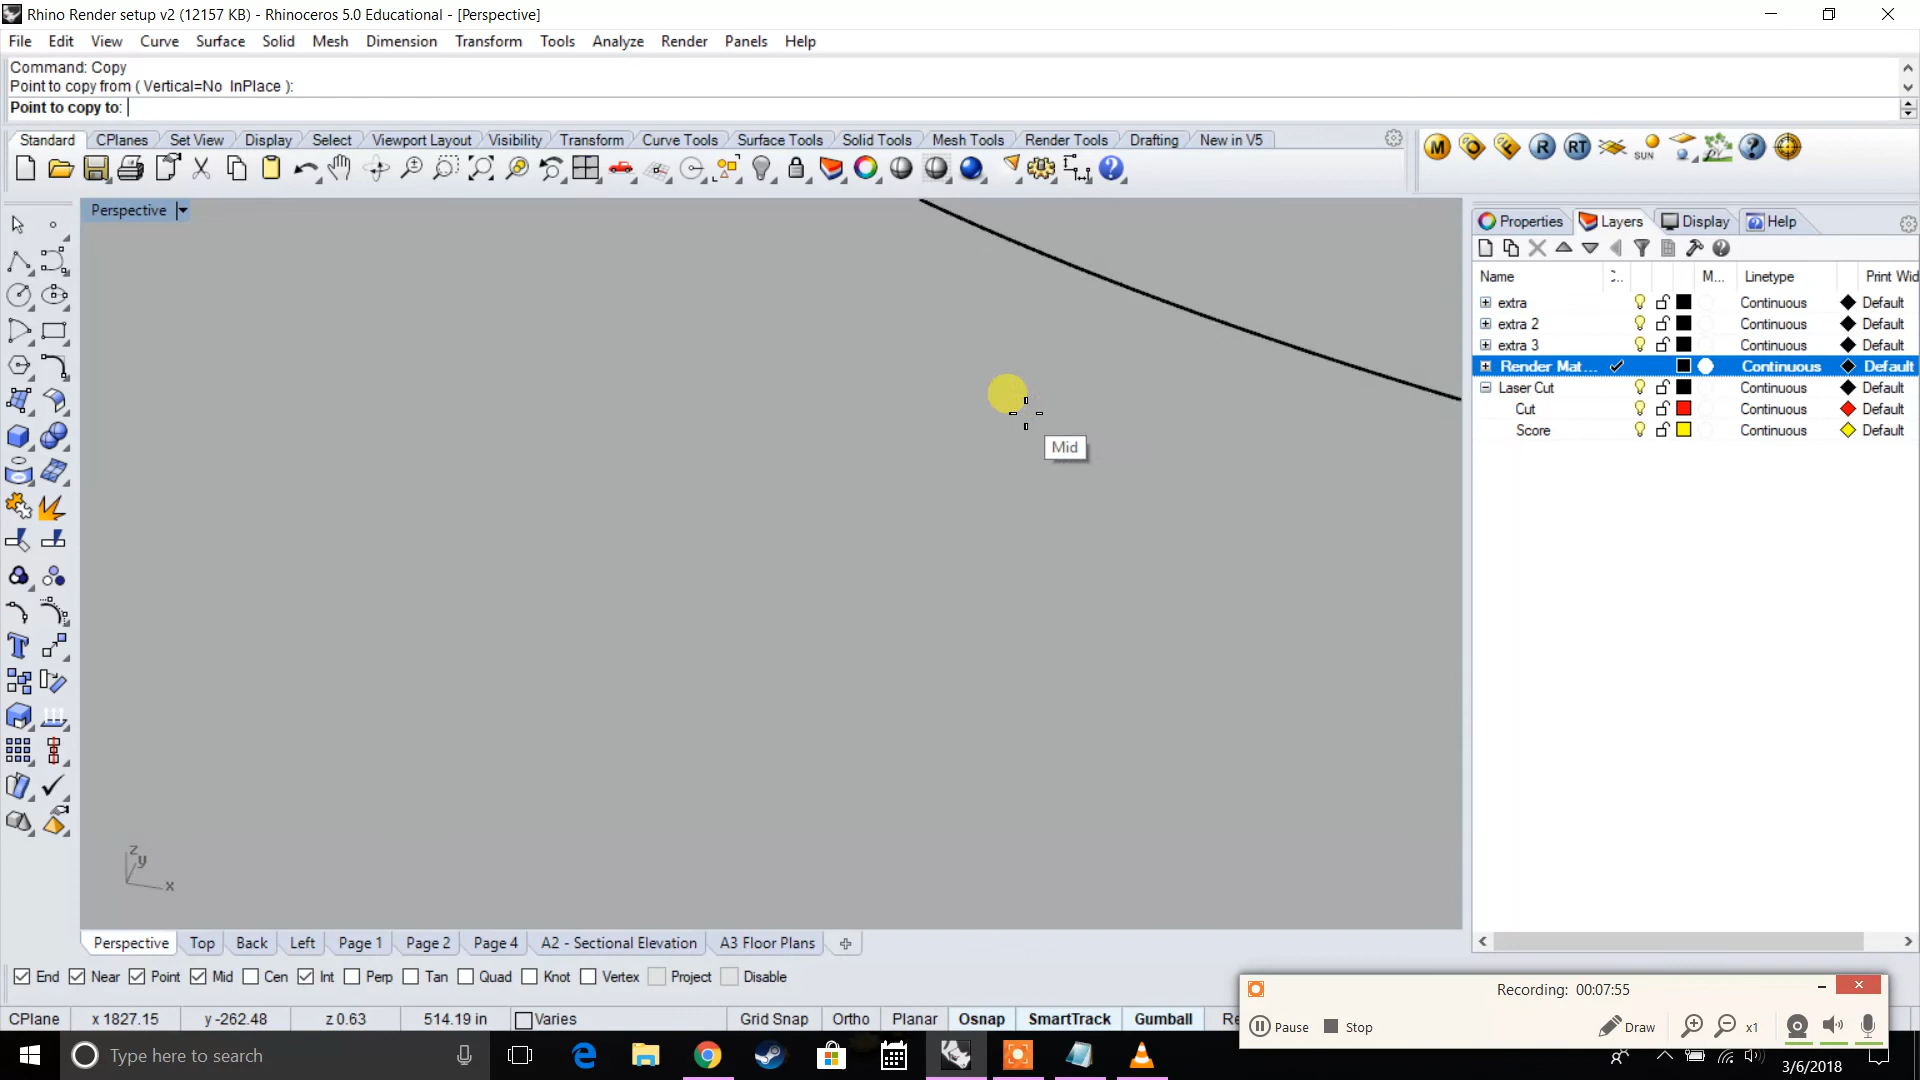 Rhino Render setup v2 (12157 KB) - Rhinoceros 5.0 Educational - [Perspective]
File Edit View Curve Surface Solid Mesh Dimension Transform Tools Analyze Render Panels Help
Command: Copy
Point to copy from ( Vertical=No InPlace ):
Point to copy to:
Standard CPlanes Set View Display Select Viewport Layout Visibility Transform Curve Tools Surface Tools Solid Tools Mesh Tools Render Tools Drafting New in V5
M R RT SUN
Perspective
Properties Layers Display Help
Name M... Linetype Print Wid
extra Continuous Default
extra 2 Continuous Default
extra 3 Continuous Default
Render Mat... Continuous Default
Laser Cut Continuous Default
Cut Continuous Default
Score Continuous Default
Mid
z
y
x
Perspective Top Back Left Page 1 Page 2 Page 4 A2 - Sectional Elevation A3 Floor Plans
End Near Point Mid Cen Int Perp Tan Quad Knot Vertex Project Disable
CPlane x 1827.15 y -262.48 z 0.63 514.19 in Varies Grid Snap Ortho Planar Osnap SmartTrack Gumball Re
Recording: 00:07:55
Pause Stop Draw x1
Type here to search
3/6/2018